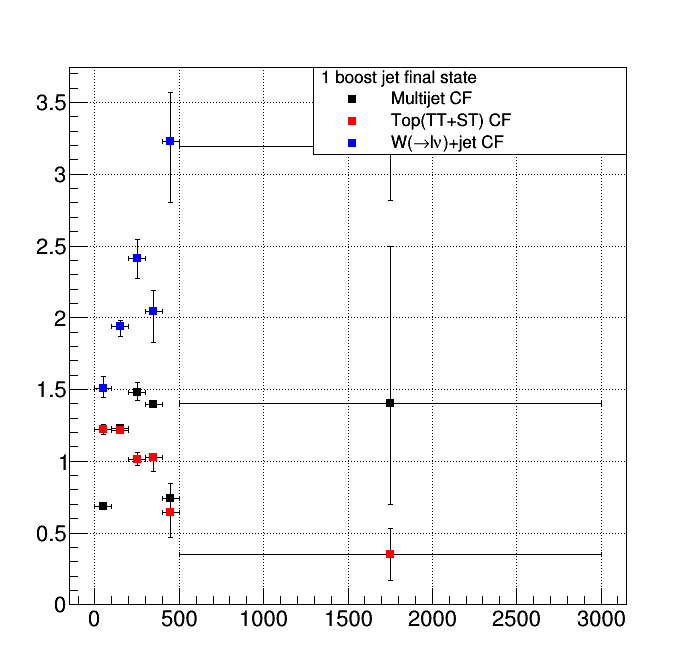 1 boost jet final state
Multijet CF
Top(TT+ST) CF
W(→lν)+jet CF
3.5
3
2.5
2
1.5
1
0.5
0
0 500 1000 1500 2000 2500 3000